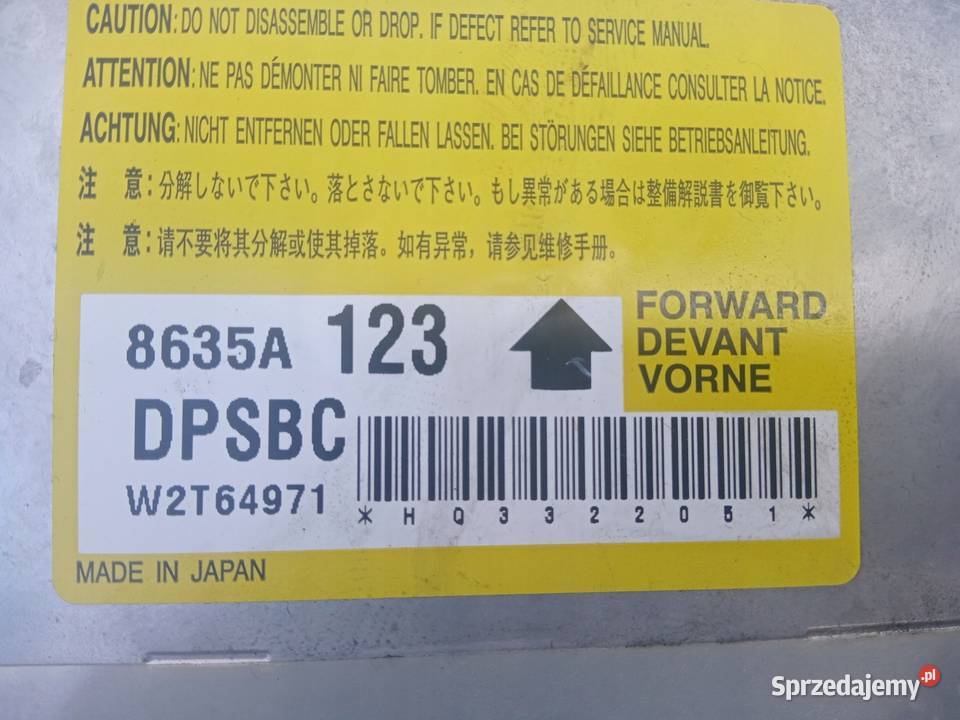 CAUTION: DO NOT DISASSEMBLE OR DROP. IF DEFECT REFER TO SERVICE MANUAL.
ATTENTION: NE PAS DÉMONTER NI FAIRE TOMBER. EN CAS DE DÉFAILLANCE CONSULTER LA NOTICE.
ACHTUNG: NICHT ENTFERNEN ODER FALLEN LASSEN. BEI STÖRUNGEN SIEHE BETRIEBSANLEITUNG.
注 意：分解しないで下さい。落とさないで下さい。もし異常がある場合は整備解説書を御覧下さい。
注 意：请不要将其分解或使其掉落。如有异常，请参见维修手册。
8635A 123
FORWARD
DEVANT
VORNE
DPSBC
W2T64971
*HQ3322051*
MADE IN JAPAN
Sprzedajemy.pl